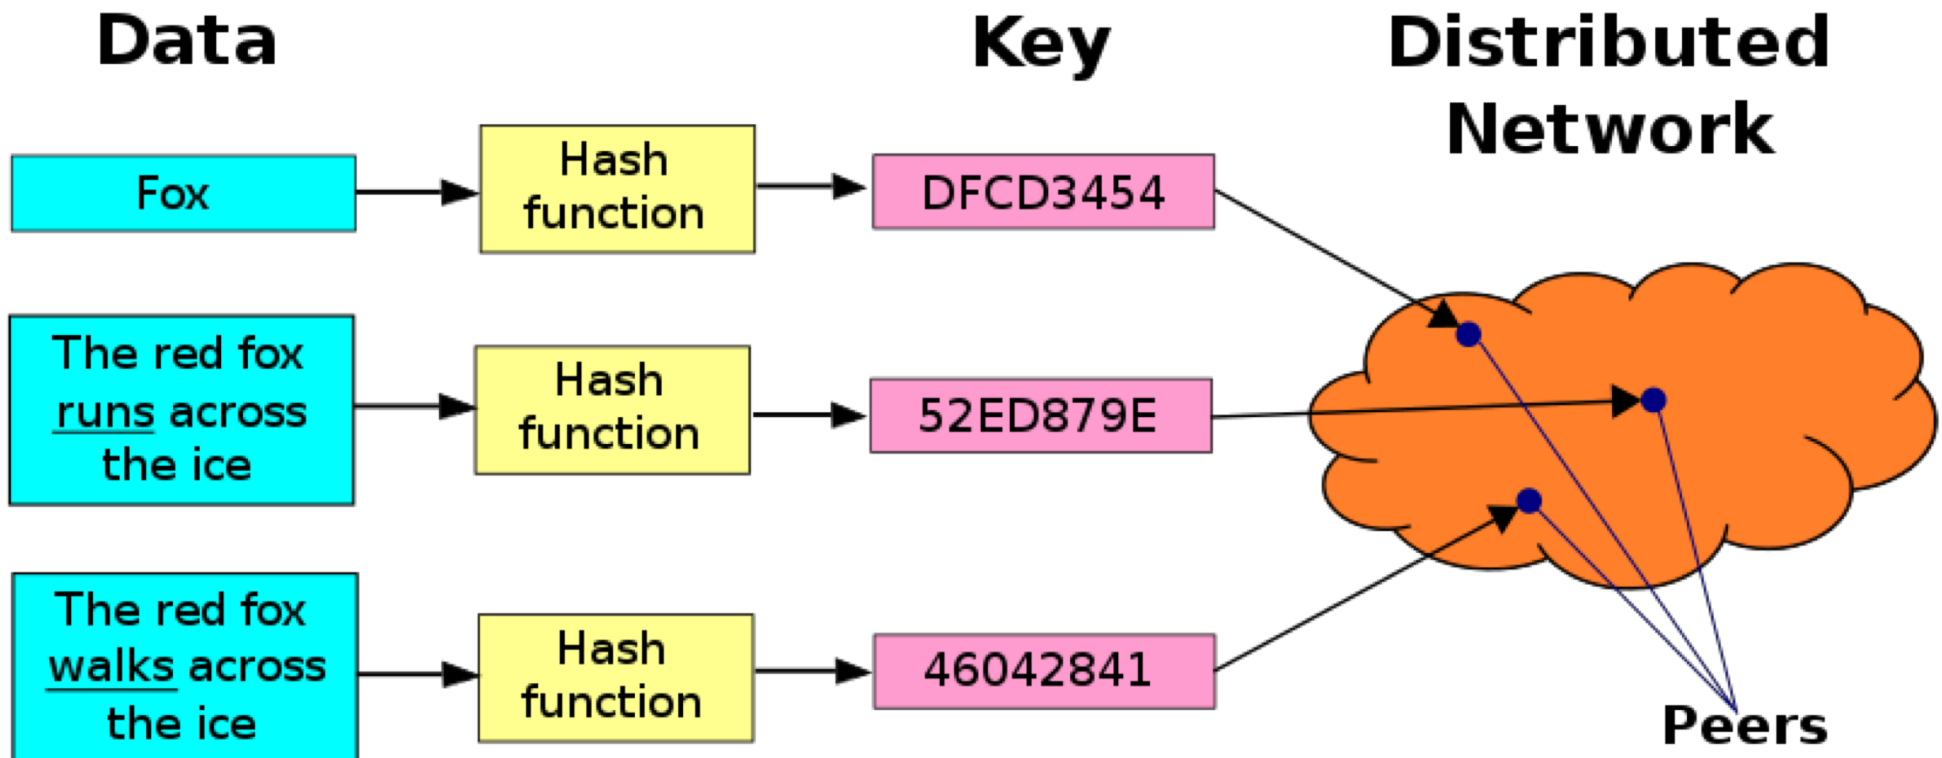 Data
Key
Distributed
Network
Fox
Hash
function
DFCD3454
The red fox
runs across
the ice
Hash
function
52ED879E
The red fox
walks across
the ice
Hash
function
46042841
Peers